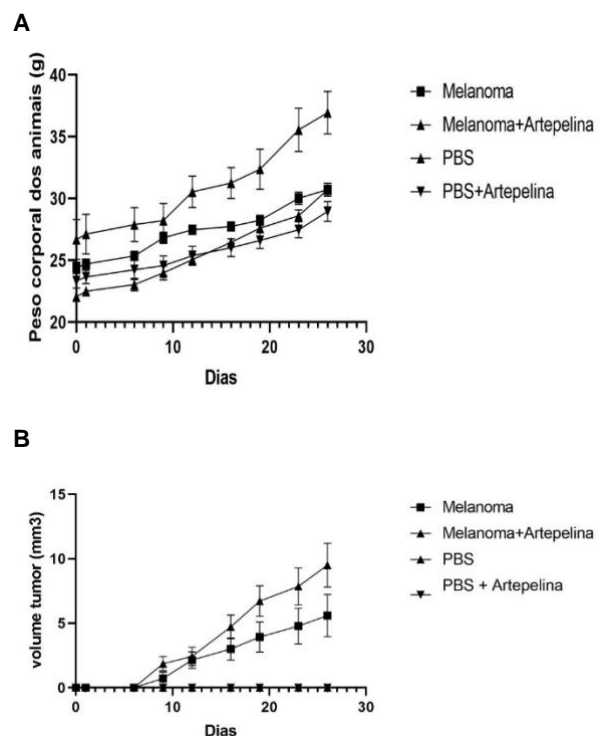 A
Peso corporal dos animais (g)
40
35
30
25
20
0
10
20
30
Dias
Melanoma
Melanoma+Artepelina
PBS
PBS+Artepelina
B
volume tumor (mm3)
15
10
5
0
0
10
20
30
Dias
Melanoma
Melanoma+Artepelina
PBS
PBS + Artepelina